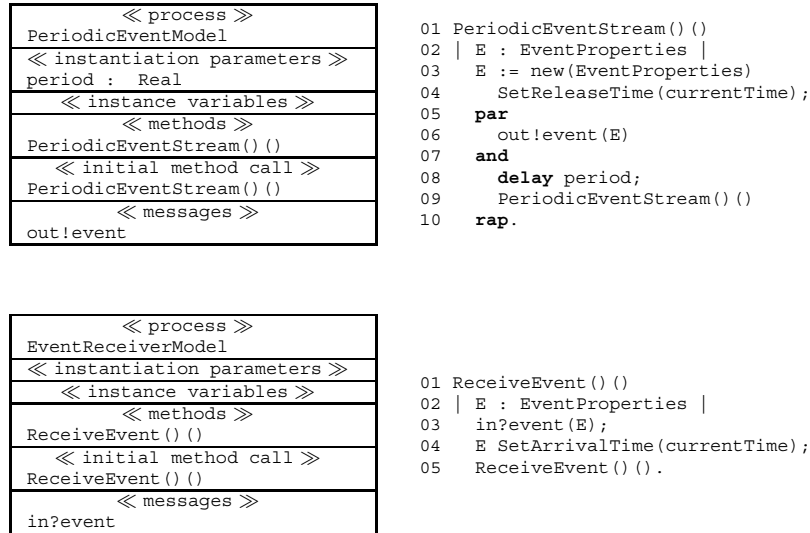 ≪ process ≫
PeriodicEventModel
≪ instantiation parameters ≫
period : Real
≪ instance variables ≫
≪ methods ≫
PeriodicEventStream()()
≪ initial method call ≫
PeriodicEventStream()()
≪ messages ≫
out!event
01 PeriodicEventStream()()
02 | E : EventProperties |
03 E := new(EventProperties)
04 SetReleaseTime(currentTime);
05 par
06 out!event(E)
07 and
08 delay period;
09 PeriodicEventStream()()
10 rap.
≪ process ≫
EventReceiverModel
≪ instantiation parameters ≫
≪ instance variables ≫
≪ methods ≫
ReceiveEvent()()
≪ initial method call ≫
ReceiveEvent()()
≪ messages ≫
in?event
01 ReceiveEvent()()
02 | E : EventProperties |
03 in?event(E);
04 E SetArrivalTime(currentTime);
05 ReceiveEvent()().